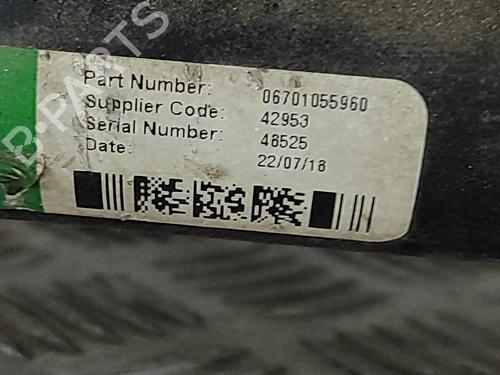 Part Number: 06701055960
Supplier Code: 42953
Serial Number: 48525
Date: 22/07/18
B-PARTS